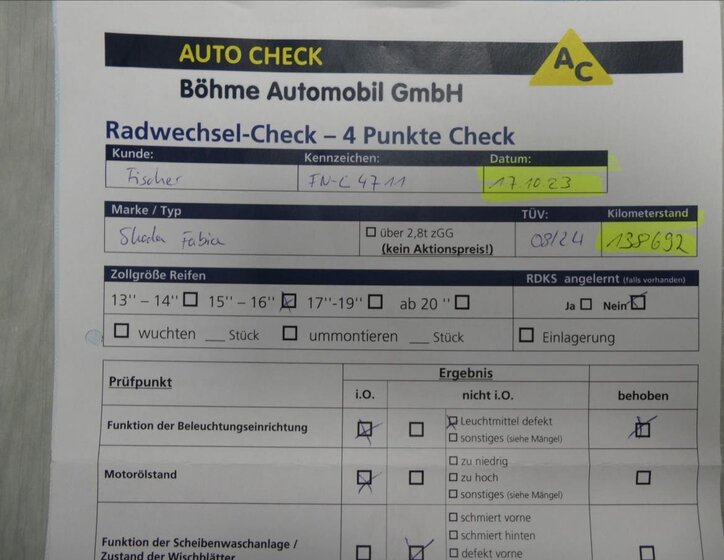 AUTO CHECK
AC
Böhme Automobil GmbH
Radwechsel-Check – 4 Punkte Check
Kunde: Kennzeichen: Datum:
Fischer FN-L 4711 17.10.23
Marke / Typ TÜV: Kilometerstand
Skoda Fabia über 2,8t zGG 08/24 138692
(kein Aktionspreis!)
Zollgröße Reifen RDKS angelernt (falls vorhanden)
13'' – 14'' 15'' – 16'' 17''-19'' ab 20 '' Ja Nein
wuchten ___ Stück ummontieren ___ Stück Einlagerung
Prüfpunkt Ergebnis
i.O. nicht i.O. behoben
Funktion der Beleuchtungseinrichtung Leuchtmittel defekt
sonstiges (siehe Mängel)
Motorölstand zu niedrig
zu hoch
sonstiges (siehe Mängel)
Funktion der Scheibenwaschanlage / schmiert vorne
Zustand der Wischblätter schmiert hinten
defekt vorne